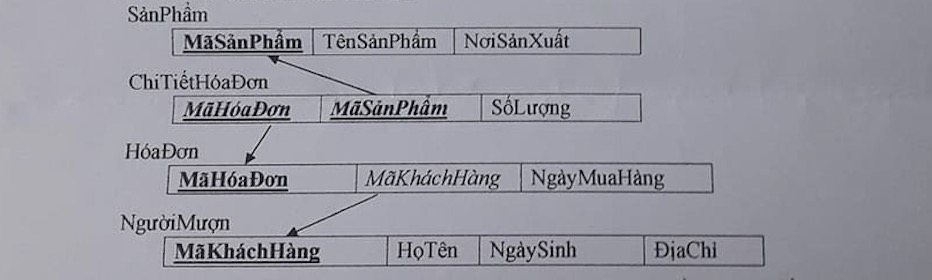 SảnPhẩm
MãSảnPhẩm TênSảnPhẩm NơiSảnXuất
ChiTiếtHóaĐơn
MãHóaĐơn MãSảnPhẩm SốLượng
HóaĐơn
MãHóaĐơn MãKháchHàng NgàyMuaHàng
NgườiMượn
MãKháchHàng HọTên NgàySinh ĐịaChỉ